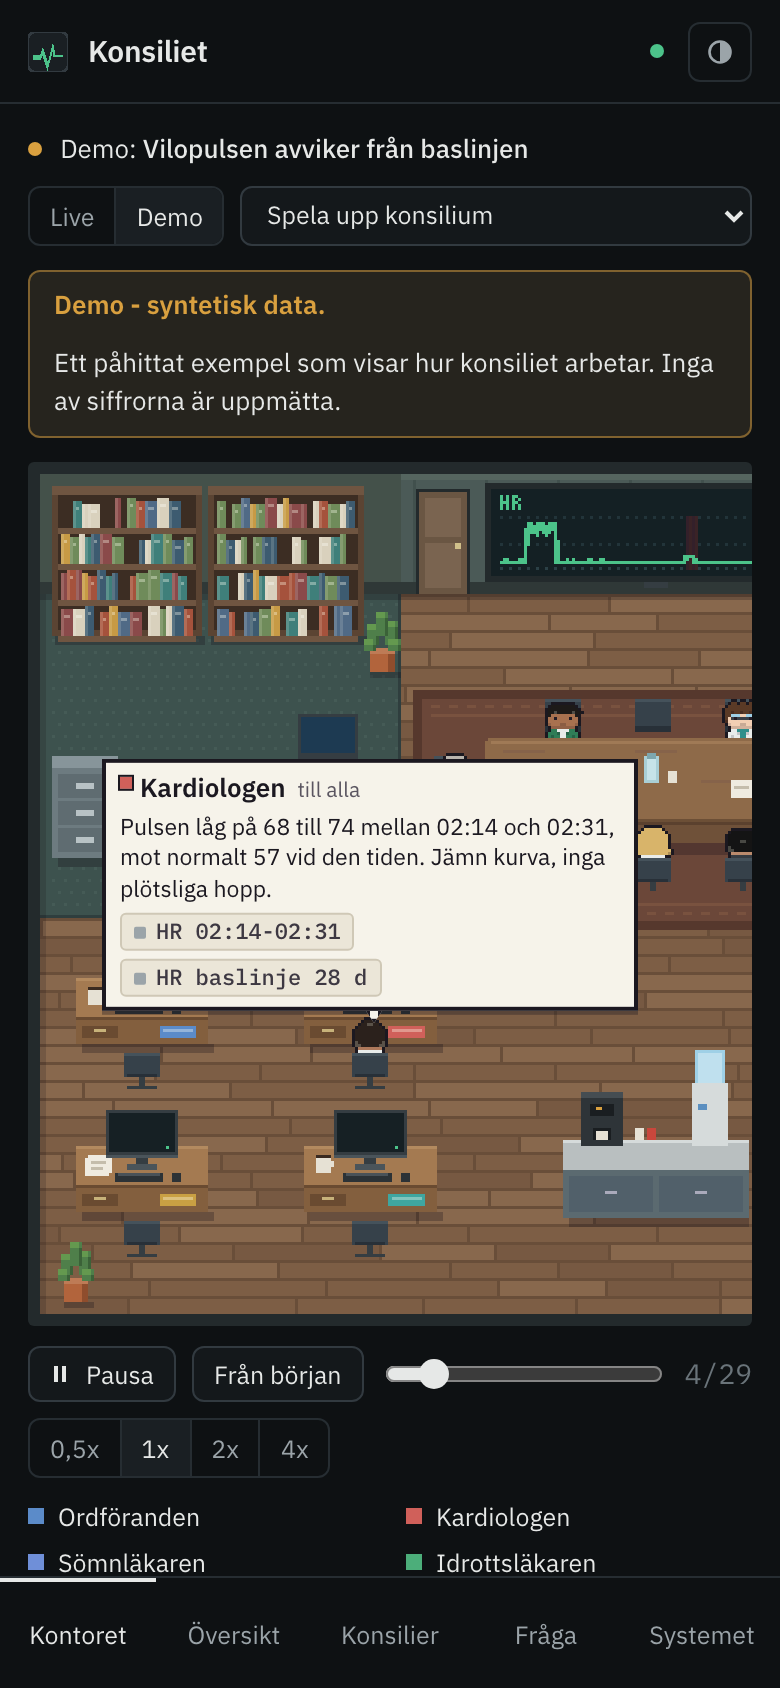 Konsiliet
Demo: Vilopulsen avviker från baslinjen
Live Demo Spela upp konsilium
Demo - syntetisk data.
Ett påhittat exempel som visar hur konsiliet arbetar. Inga
av siffrorna är uppmätta.
HR
Kardiologen till alla
Pulsen låg på 68 till 74 mellan 02:14 och 02:31,
mot normalt 57 vid den tiden. Jämn kurva, inga
plötsliga hopp.
HR 02:14-02:31
HR baslinje 28 d
Pausa Från början 4/29
0,5x 1x 2x 4x
Ordföranden Kardiologen
Sömnläkaren Idrottsläkaren
Kontoret Översikt Konsilier Fråga Systemet